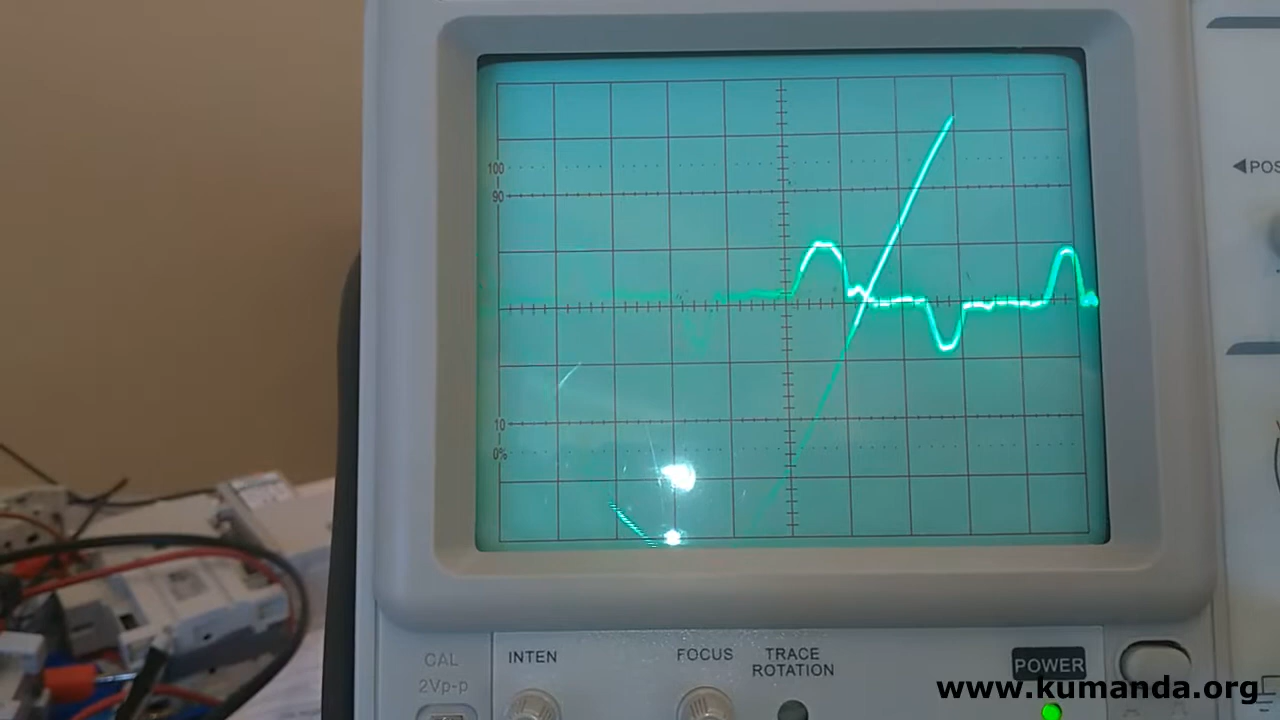 100
90
10
0%
◀POS
CAL
2Vp-p
INTEN
FOCUS
TRACE
ROTATION
POWER
www.kumanda.org